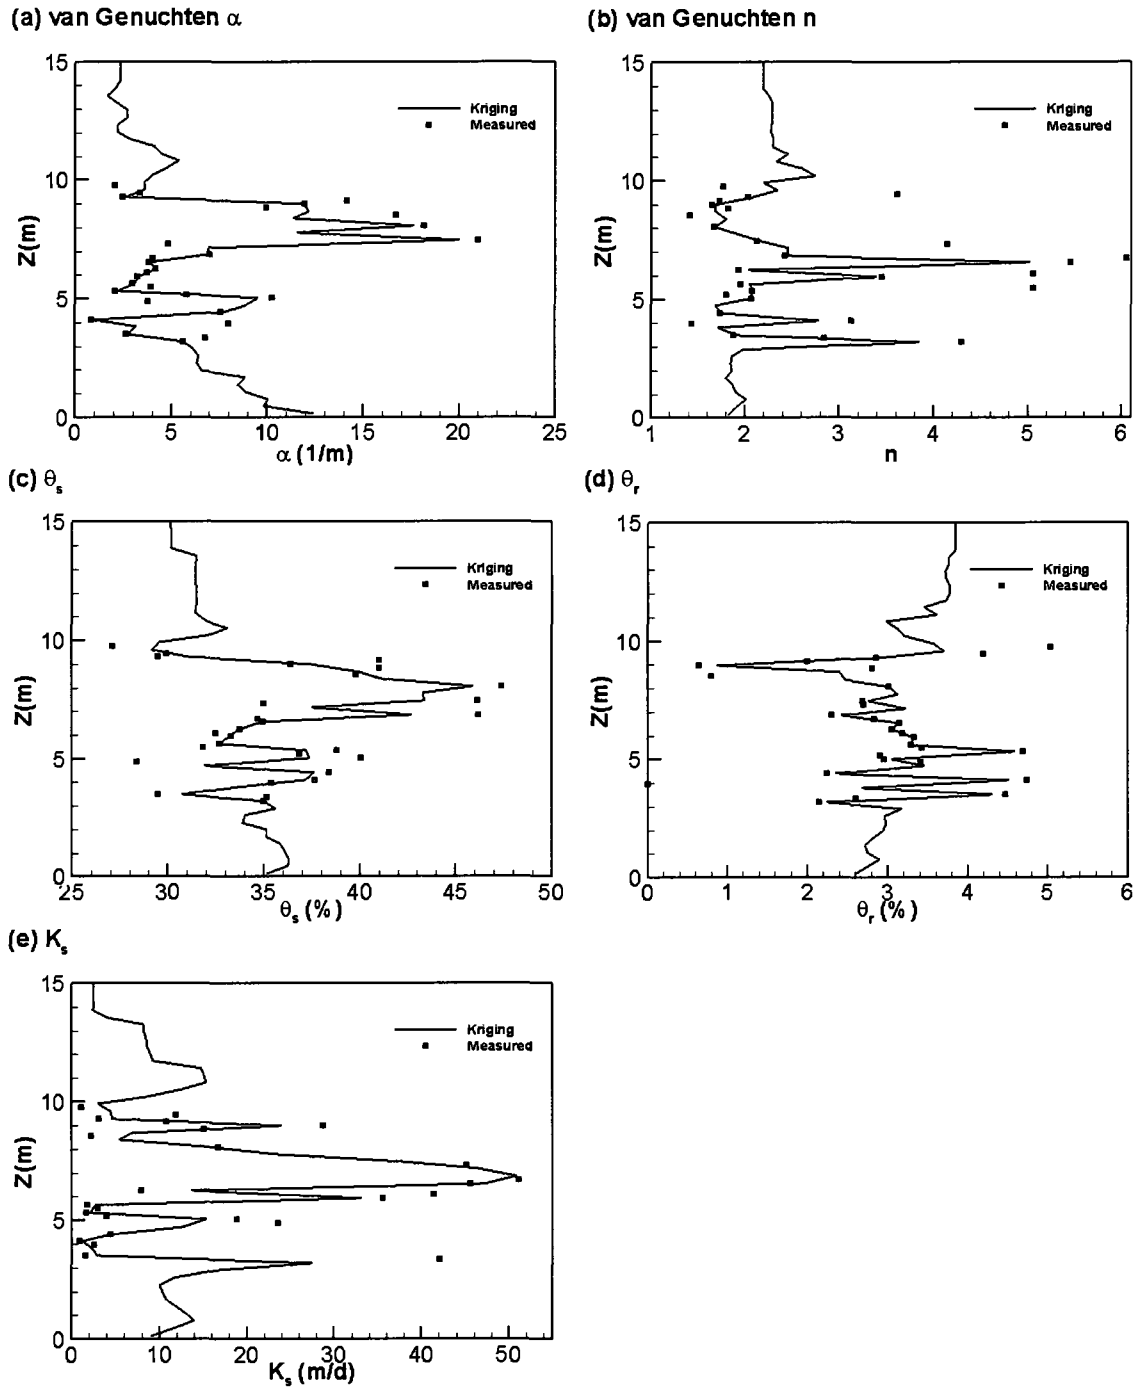 (a) van Genuchten α
15
10
5
0
Z(m)
Kriging
Measured
0 5 10 15 20 25
α (1/m)
(b) van Genuchten n
15
10
5
0
Z(m)
Kriging
Measured
1 2 3 4 5 6
n
(c) θs
15
10
5
0
Z(m)
Kriging
Measured
25 30 35 40 45 50
θs (%)
(d) θr
15
10
5
0
Z(m)
Kriging
Measured
0 1 2 3 4 5 6
θr (%)
(e) Ks
15
10
5
0
Z(m)
Kriging
Measured
0 10 20 30 40 50
Ks (m/d)